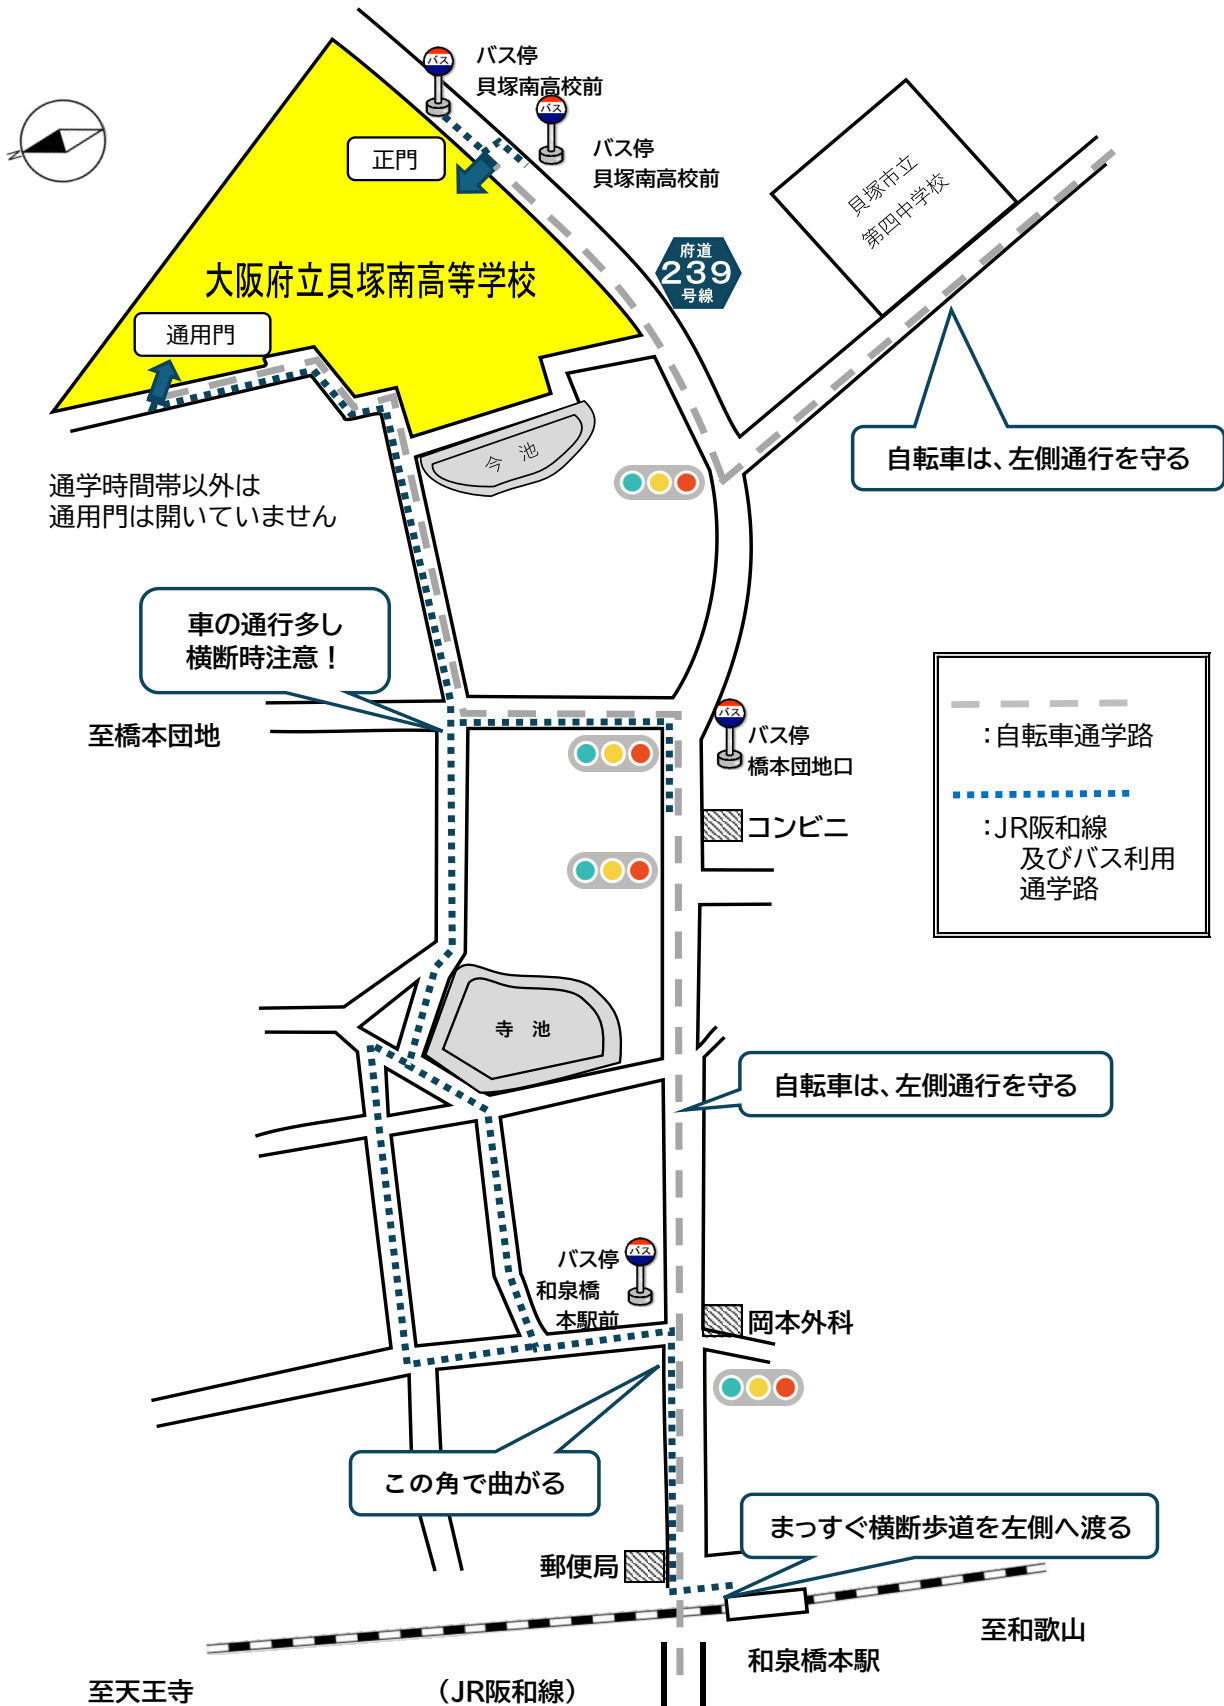 バス
バス停
貝塚南高校前
バス
バス停
貝塚南高校前
N
正門
貝塚市立
第四中学校
府道
239
号線
大阪府立貝塚南高等学校
通用門
今 池
自転車は、左側通行を守る
通学時間帯以外は
通用門は開いていません
車の通行多し
横断時注意！
至橋本団地
バス
バス停
橋本団地口
：自転車通学路
コンビニ
：JR阪和線
及びバス利用
通学路
寺 池
自転車は、左側通行を守る
バス
バス停
和泉橋
本駅前
岡本外科
この角で曲がる
まっすぐ横断歩道を左側へ渡る
郵便局
至和歌山
和泉橋本駅
至天王寺
（JR阪和線）